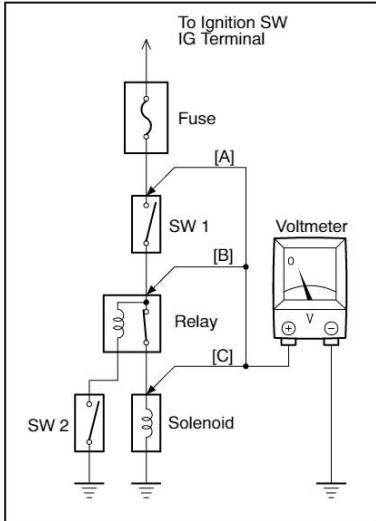 To Ignition SW
IG Terminal
Fuse
[A]
SW 1
Voltmeter
[B]
0
V
Relay
[C]
SW 2
Solenoid